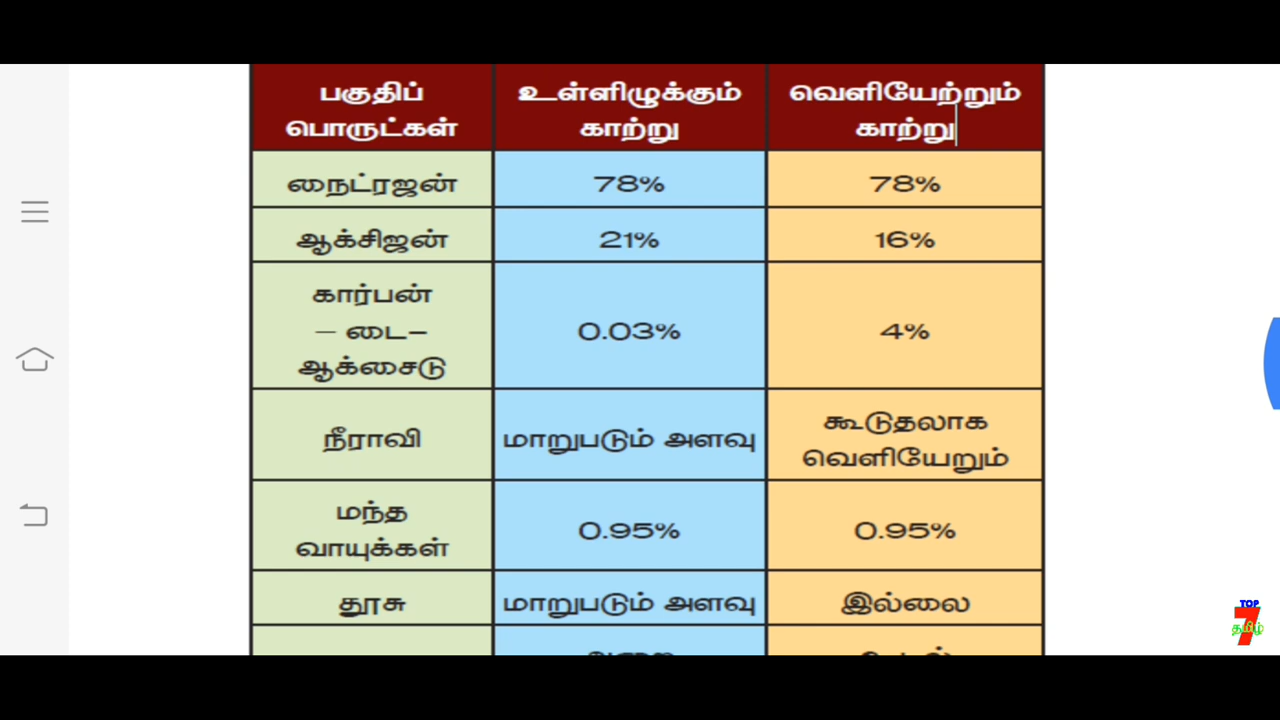 பகுதிப் பொருட்கள் உள்ளிழுக்கும் காற்று வெளியேற்றும் காற்று
நைட்ரஜன் 78% 78%
ஆக்சிஜன் 21% 16%
கார்பன் – டை– ஆக்சைடு 0.03% 4%
நீராவி மாறுபடும் அளவு கூடுதலாக வெளியேறும்
மந்த வாயுக்கள் 0.95% 0.95%
தூசு மாறுபடும் அளவு இல்லை
TOP
7
தமிழ்